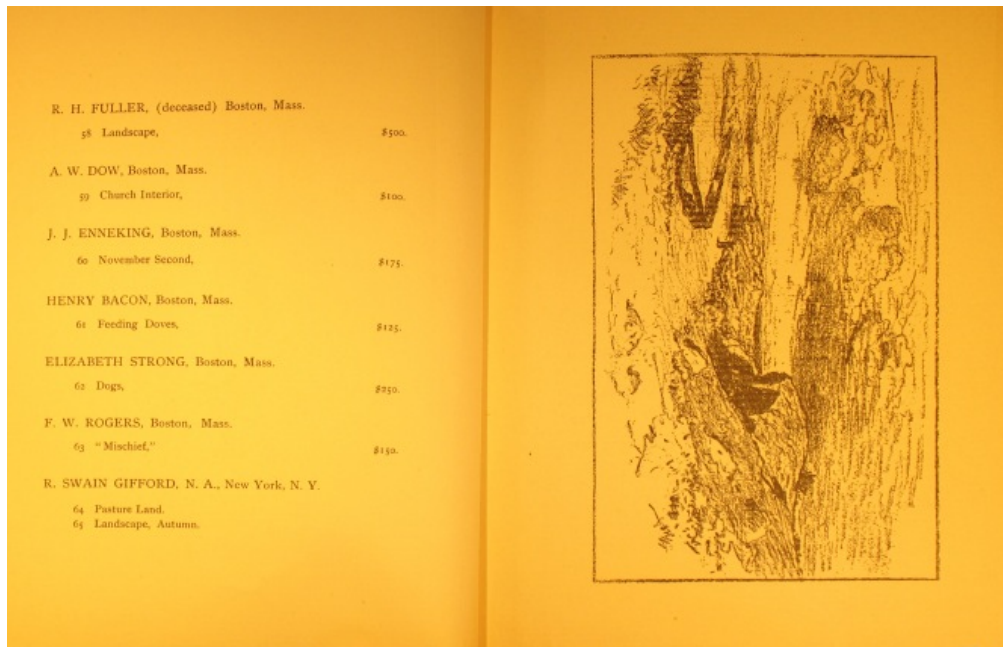 R. H. FULLER, (deceased) Boston, Mass.
58 Landscape, $500.
A. W. DOW, Boston, Mass.
59 Church Interior, $100.
J. J. ENNEKING, Boston, Mass.
60 November Second, $175.
HENRY BACON, Boston, Mass.
61 Feeding Doves, $125.
ELIZABETH STRONG, Boston, Mass.
62 Dogs, $250.
F. W. ROGERS, Boston, Mass.
63 "Mischief," $150.
R. SWAIN GIFFORD, N. A., New York, N. Y.
64 Pasture Land.
65 Landscape, Autumn.